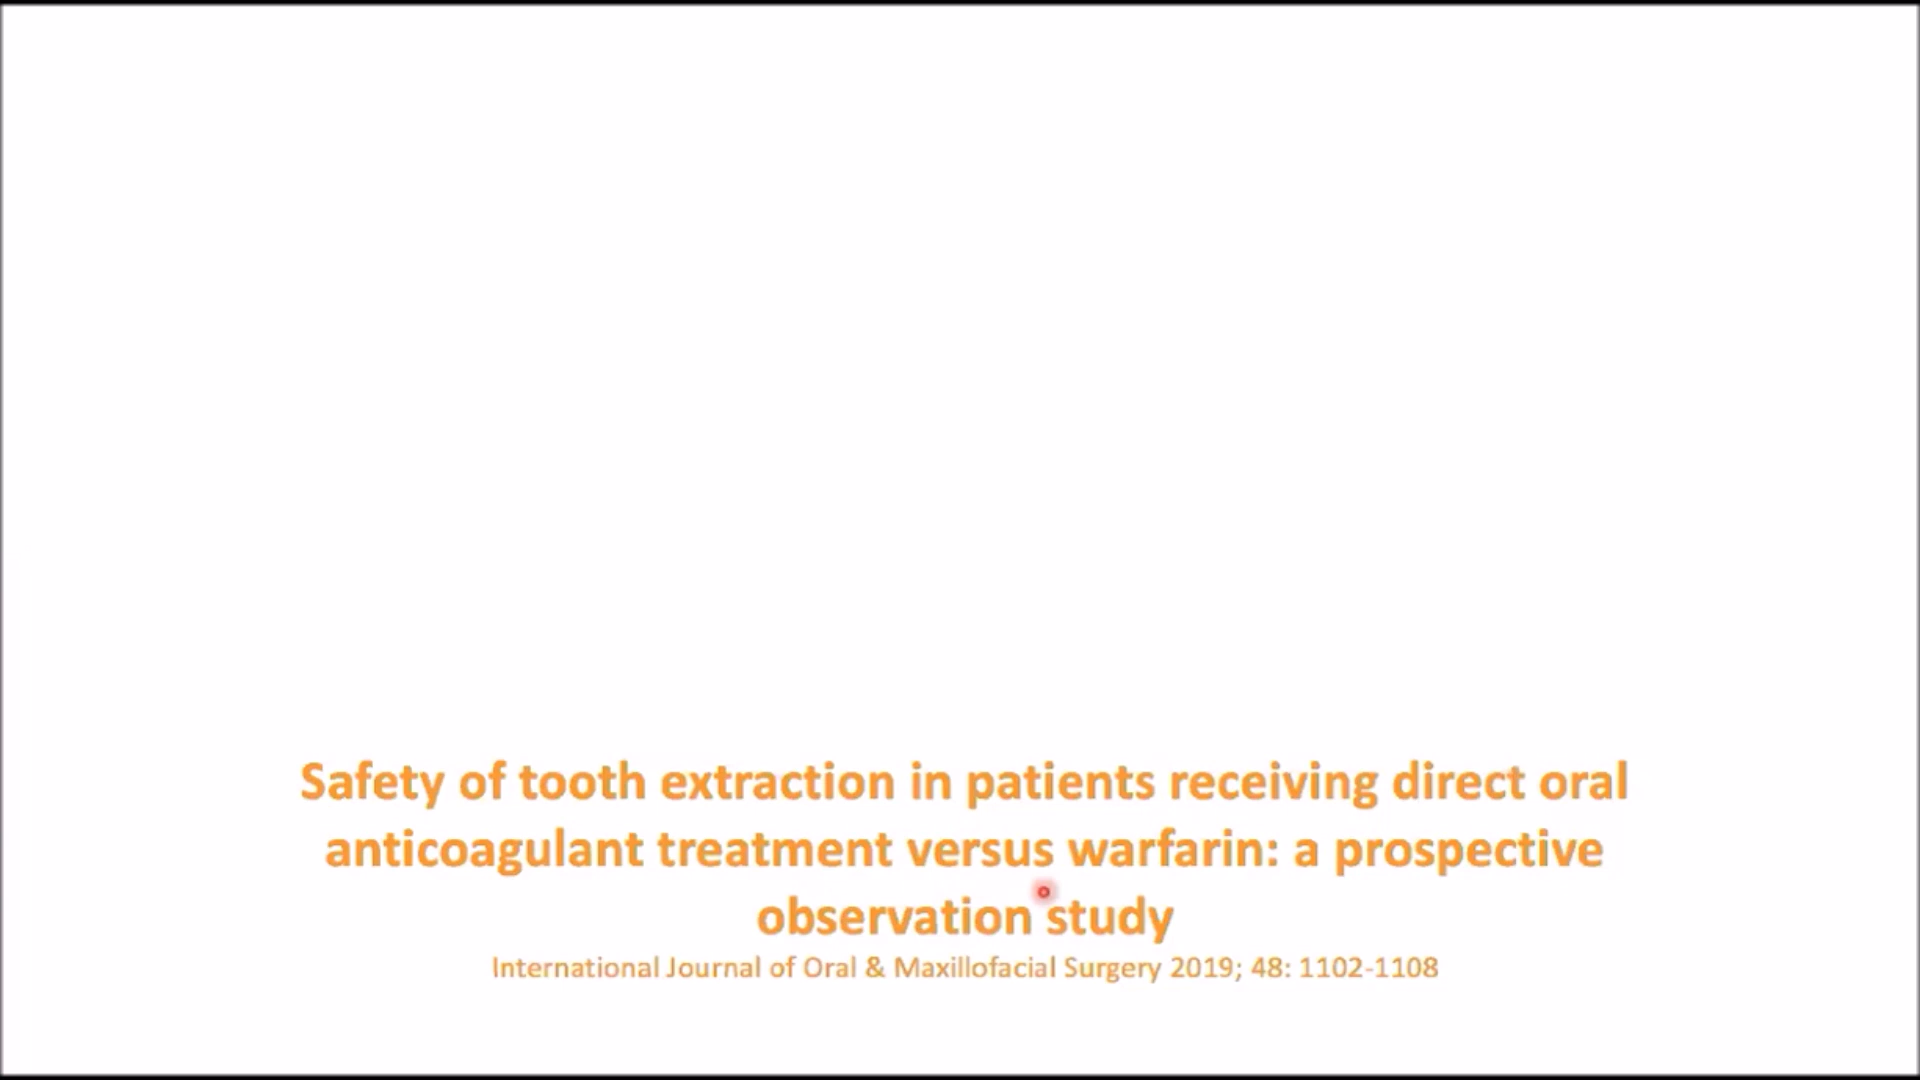 Safety of tooth extraction in patients receiving direct oral
anticoagulant treatment versus warfarin: a prospective
observation study
International Journal of Oral & Maxillofacial Surgery 2019; 48: 1102-1108